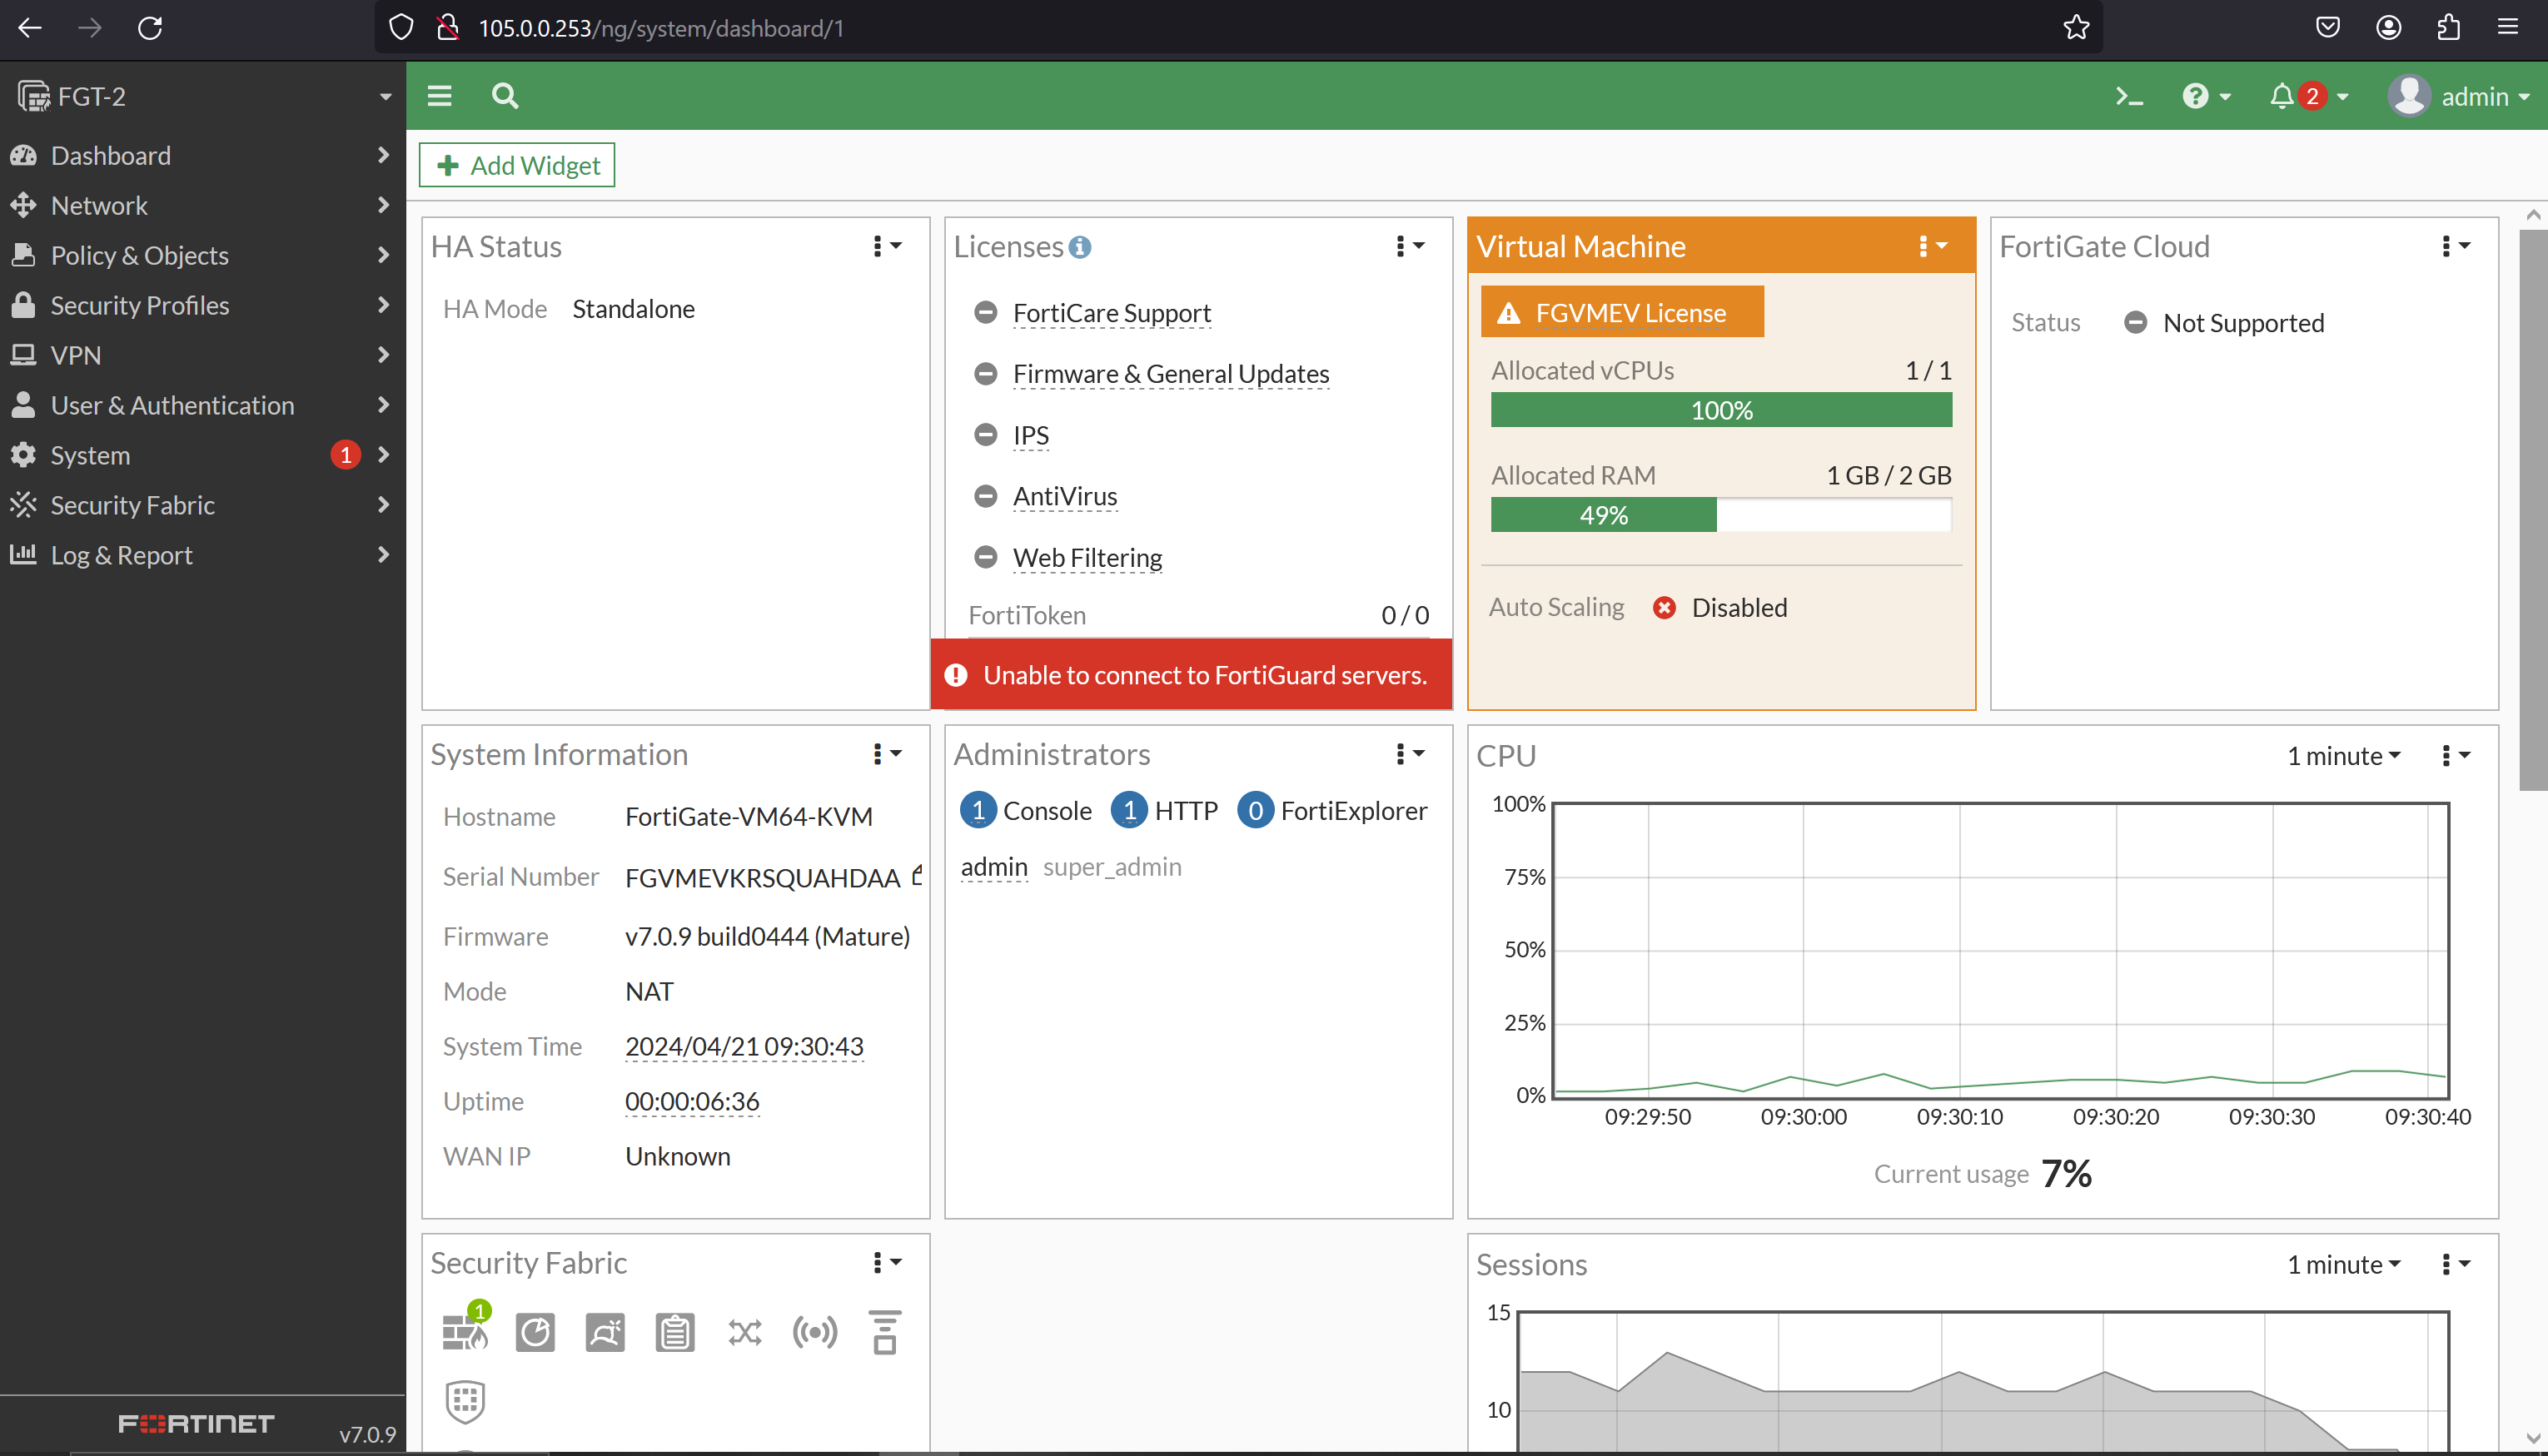 105.0.0.253/ng/system/dashboard/1
FGT-2
2
admin
Dashboard
Network
Policy & Objects
Security Profiles
VPN
User & Authentication
System 1
Security Fabric
Log & Report
FORTINET
v7.0.9
Add Widget
HA Status
HA Mode Standalone
Licenses
FortiCare Support
Firmware & General Updates
IPS
AntiVirus
Web Filtering
FortiToken 0 / 0
Unable to connect to FortiGuard servers.
Virtual Machine
FGVMEV License
Allocated vCPUs 1 / 1
100%
Allocated RAM 1 GB / 2 GB
49%
Auto Scaling Disabled
FortiGate Cloud
Status Not Supported
System Information
Hostname FortiGate-VM64-KVM
Serial Number FGVMEVKRSQUAHDAA
Firmware v7.0.9 build0444 (Mature)
Mode NAT
System Time 2024/04/21 09:30:43
Uptime 00:00:06:36
WAN IP Unknown
Administrators
1 Console 1 HTTP 0 FortiExplorer
admin super_admin
CPU 1 minute
100%
75%
50%
25%
0%
09:29:50 09:30:00 09:30:10 09:30:20 09:30:30 09:30:40
Current usage 7%
Security Fabric
1
Sessions 1 minute
15
10